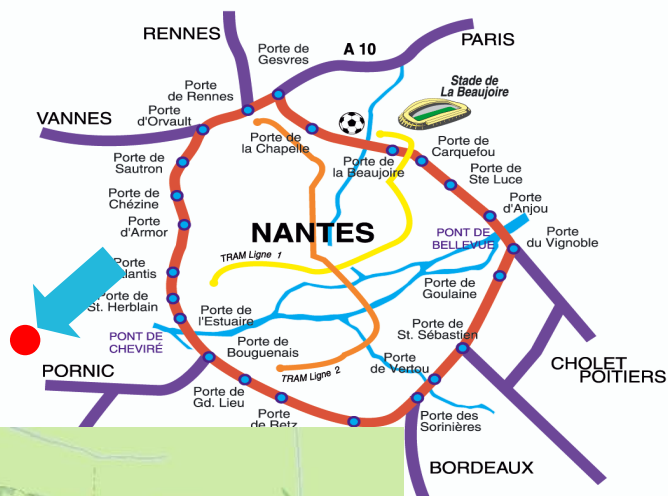 RENNES
PARIS
Porte de
Gesvres
A 10
Stade de
La Beaujoire
Porte
de Rennes
VANNES
Porte
d'Orvault
Porte de
la Chapelle
Porte de
la Beaujoire
Porte de
Carquefou
Porte de
Sautron
Porte de
Ste Luce
Porte de
Chézine
Porte
d'Anjou
Porte
d'Armor
NANTES
PONT DE
BELLEVUE
Porte
du Vignoble
TRAM Ligne 1
Porte
Porte de
Goulaine
Porte de
St. Herblain
Porte de
l'Estuaire
Porte de
St. Sébastien
PONT DE
CHEVIRÉ
Porte de
Bouguenais
Porte
de Vertou
CHOLET
POITIERS
PORNIC
TRAM Ligne 2
Porte de
Gd. Lieu
Porte
de Retz
Porte des
Sorinières
BORDEAUX